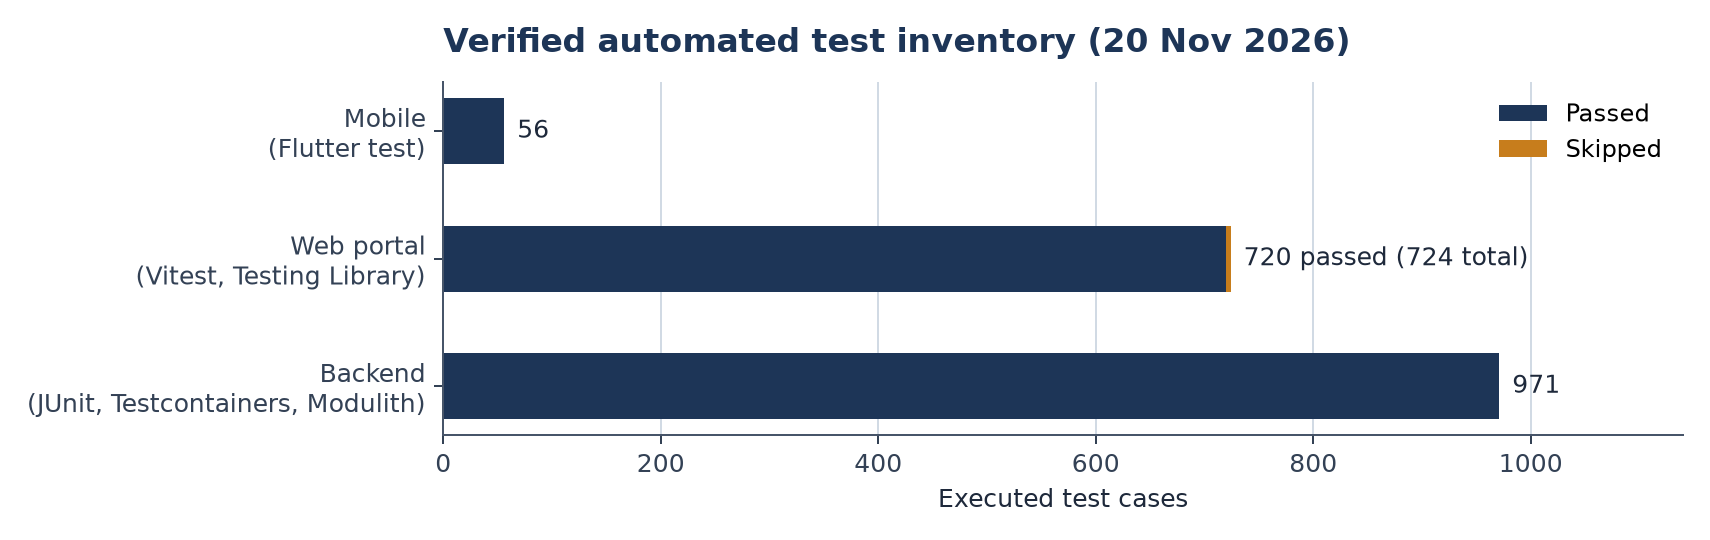 Verified automated test inventory (20 Nov 2026)
Mobile
(Flutter test)
56
Passed
Skipped
Web portal
(Vitest, Testing Library)
720 passed (724 total)
Backend
(JUnit, Testcontainers, Modulith)
971
0 200 400 600 800 1000
Executed test cases